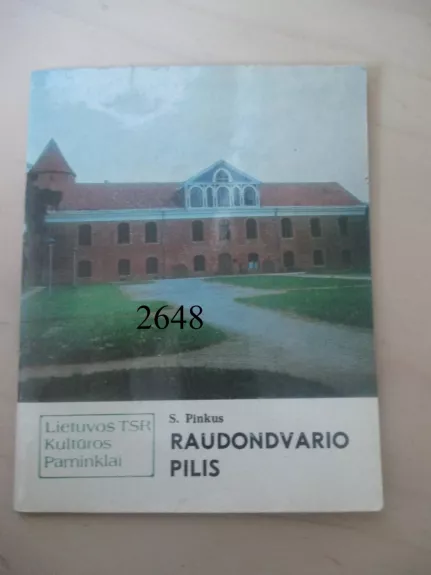 2648
S. Pinkus
RAUDONDVARIO
PILIS
Lietuvos TSR
Kultūros
Paminklai